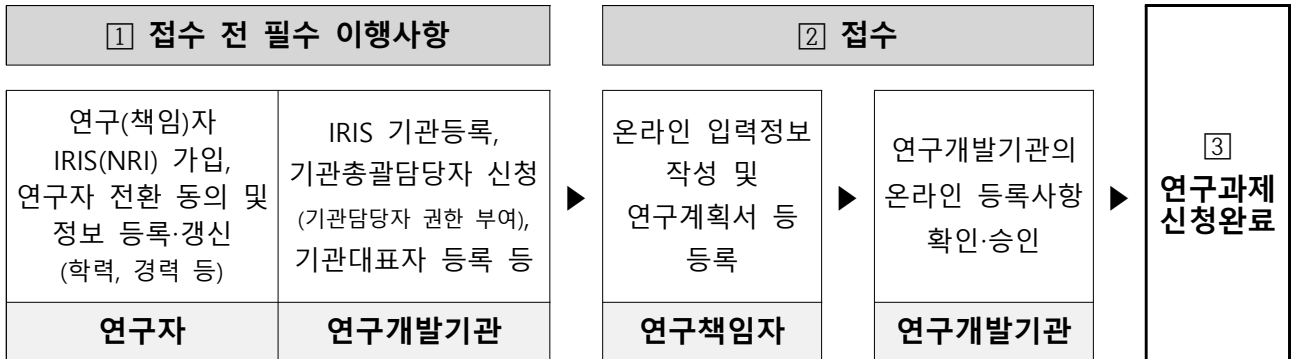 1 접수 전 필수 이행사항
2 접수
연구(책임)자
IRIS(NRI) 가입,
연구자 전환 동의 및
정보 등록·갱신
(학력, 경력 등)
연구자
IRIS 기관등록,
기관총괄담당자 신청
(기관담당자 권한 부여),
기관대표자 등록 등
연구개발기관
▶
온라인 입력정보
작성 및
연구계획서 등
등록
연구책임자
▶
연구개발기관의
온라인 등록사항
확인·승인
연구개발기관
▶
3
연구과제
신청완료